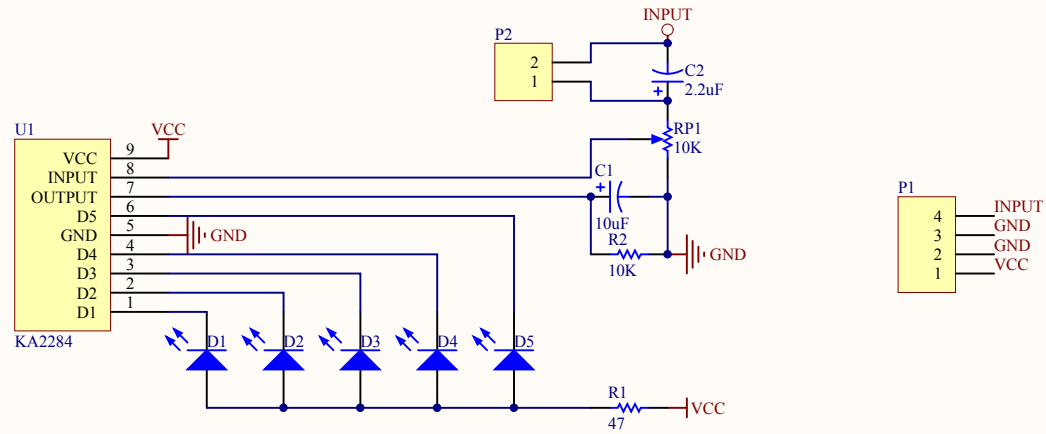 INPUT
P2
2
1
C2
2.2uF
+
RP1
10K
U1
VCC
VCC 9
INPUT 8
OUTPUT 7
D5 6
GND 5
D4 4
D3 3
D2 2
D1 1
KA2284
GND
C1
+
10uF
R2
10K
GND
P1
4 INPUT
3 GND
2 GND
1 VCC
D1
D2
D3
D4
D5
R1
47
VCC